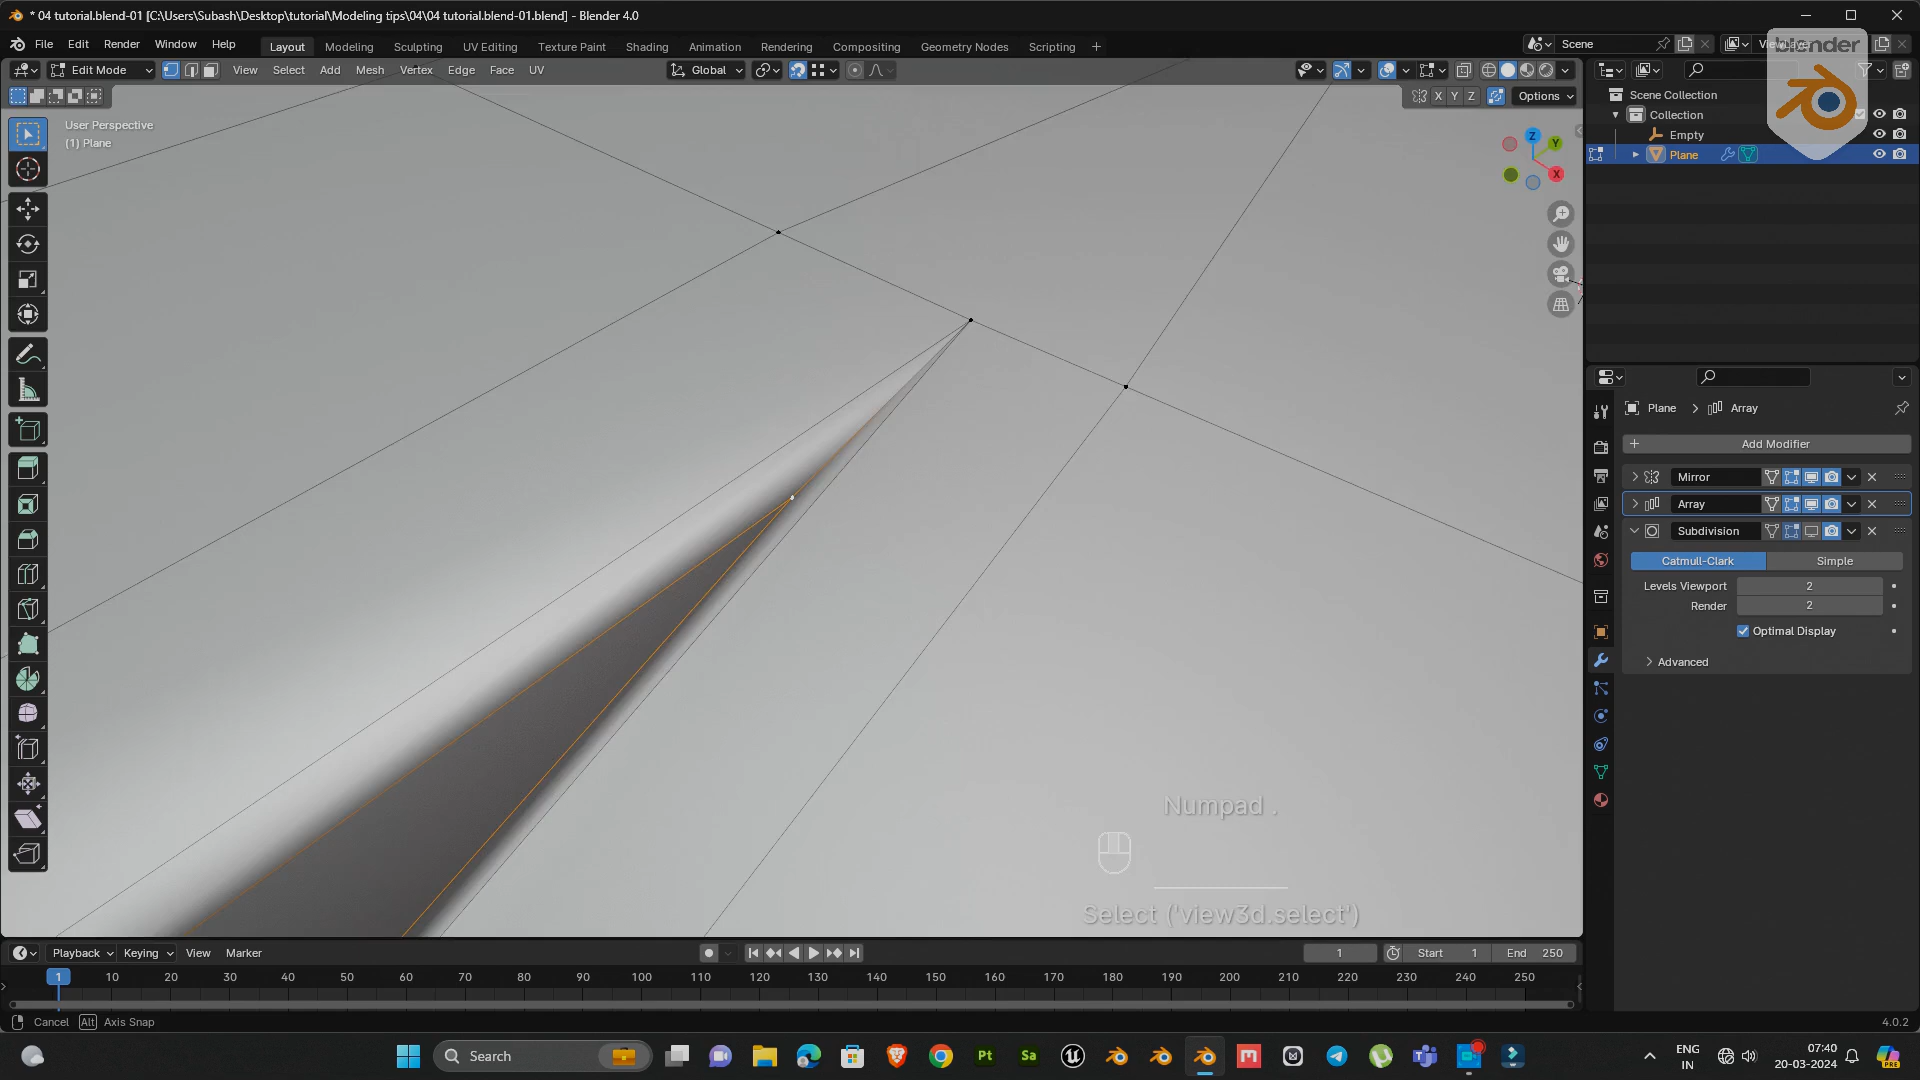 * 04 tutorial.blend-01 [C:\Users\Subash\Desktop\tutorial\Modeling tips\04\04 tutorial.blend-01.blend] - Blender 4.0
File Edit Render Window Help Layout Modeling Sculpting UV Editing Texture Paint Shading Animation Rendering Compositing Geometry Nodes Scripting + Scene
blender
Edit Mode View Select Add Mesh Vertex Edge Face UV Global
X Y Z Options
User Perspective
(1) Plane
Z
Y
X
Scene Collection
Collection
Empty
Plane
Plane > Array
+ Add Modifier
Mirror
Array
Subdivision
Catmull-Clark Simple
Levels Viewport 2
Render 2
Optimal Display
Advanced
Numpad .
Select ('view3d.select')
Playback Keying View Marker 1 Start 1 End 250
1 10 20 30 40 50 60 70 80 90 100 110 120 130 140 150 160 170 180 190 200 210 220 230 240 250
Cancel Alt Axis Snap 4.0.2
Search Pt Sa ENG IN 07:40 20-03-2024 PRE